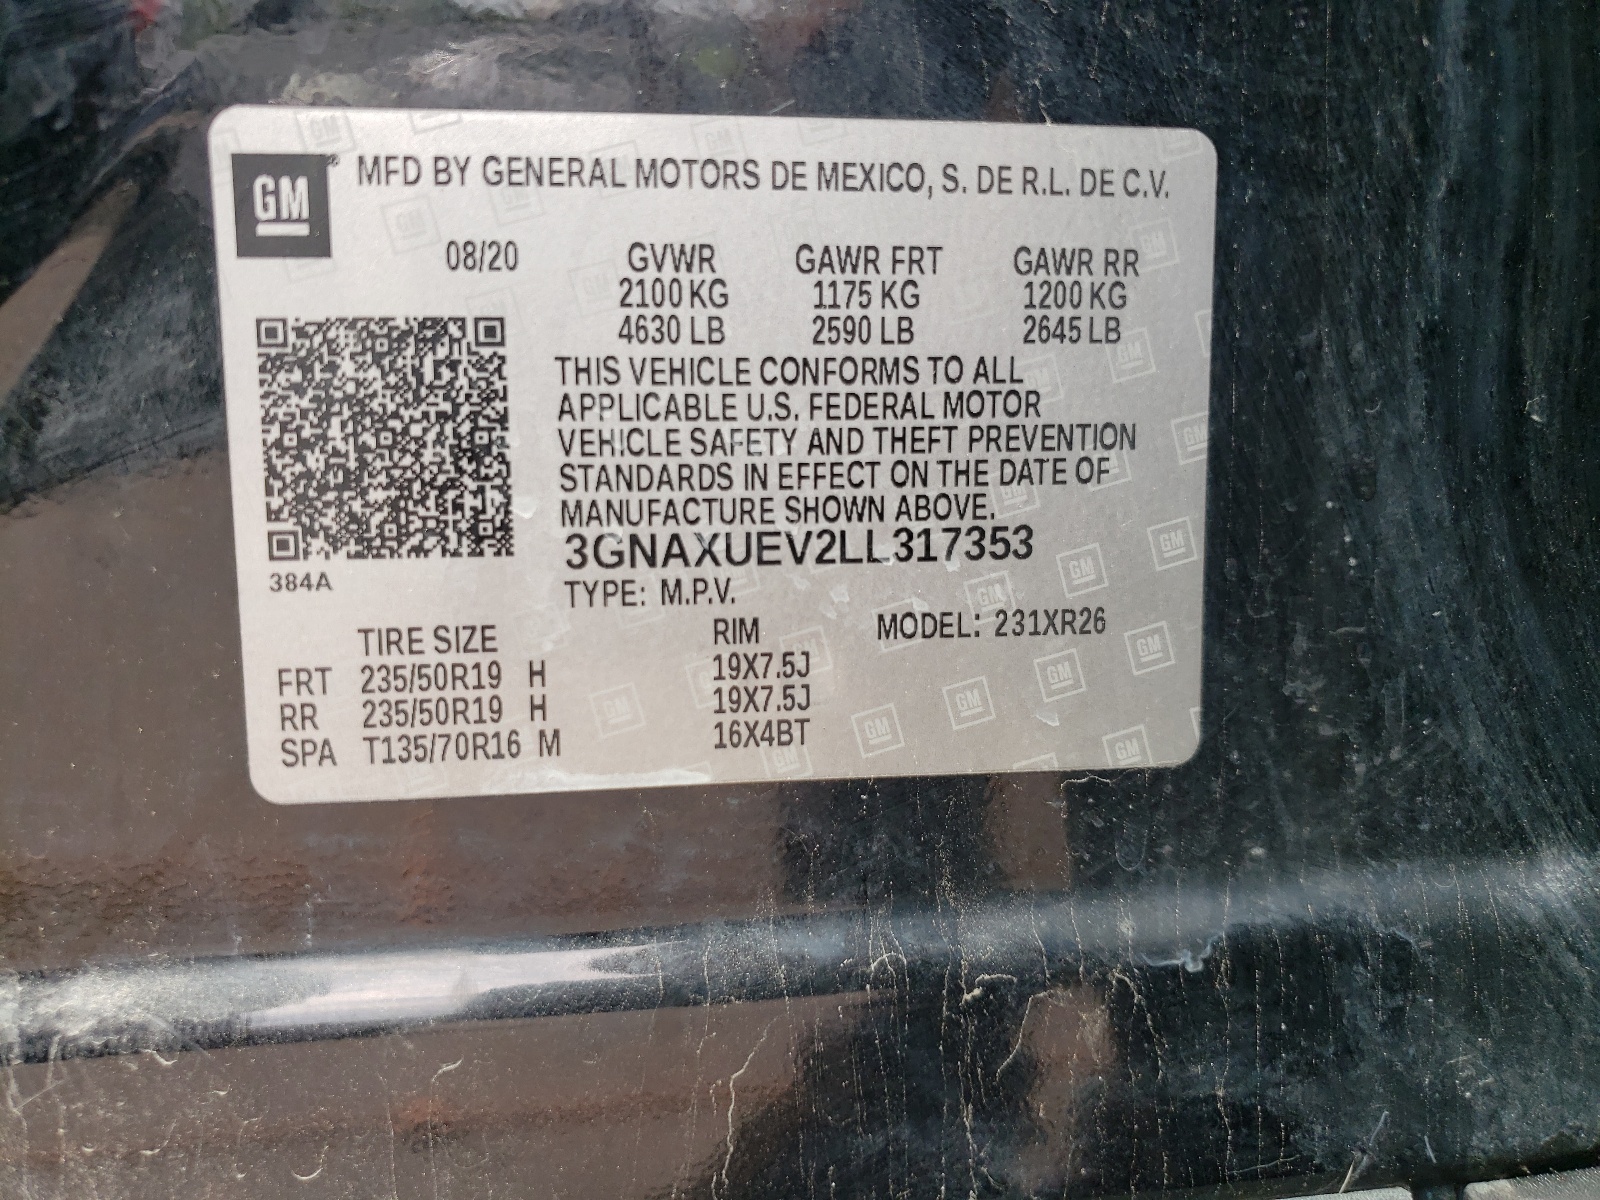 GM® MFD BY GENERAL MOTORS DE MEXICO, S. DE R.L. DE C.V.
08/20 GVWR GAWR FRT GAWR RR
2100 KG 1175 KG 1200 KG
4630 LB 2590 LB 2645 LB
THIS VEHICLE CONFORMS TO ALL
APPLICABLE U.S. FEDERAL MOTOR
VEHICLE SAFETY AND THEFT PREVENTION
STANDARDS IN EFFECT ON THE DATE OF
MANUFACTURE SHOWN ABOVE.
3GNAXUEV2LL317353
384A
TYPE: M.P.V.
TIRE SIZE RIM MODEL: 231XR26
FRT 235/50R19 H 19X7.5J
RR 235/50R19 H 19X7.5J
SPA T135/70R16 M 16X4BT